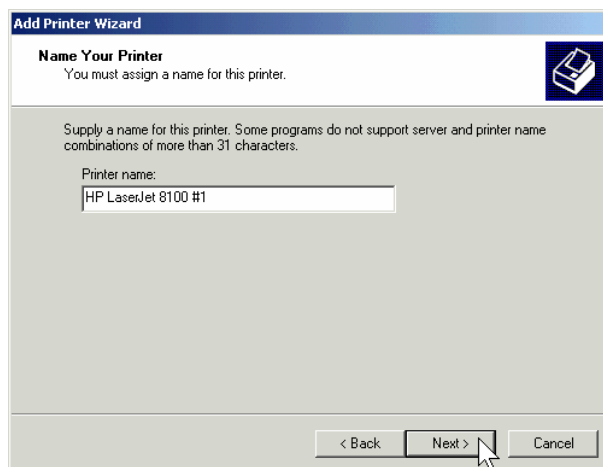 Add Printer Wizard
Name Your Printer
You must assign a name for this printer.
Supply a name for this printer. Some programs do not support server and printer name
combinations of more than 31 characters.
Printer name:
HP LaserJet 8100 #1
< Back
Next >
Cancel